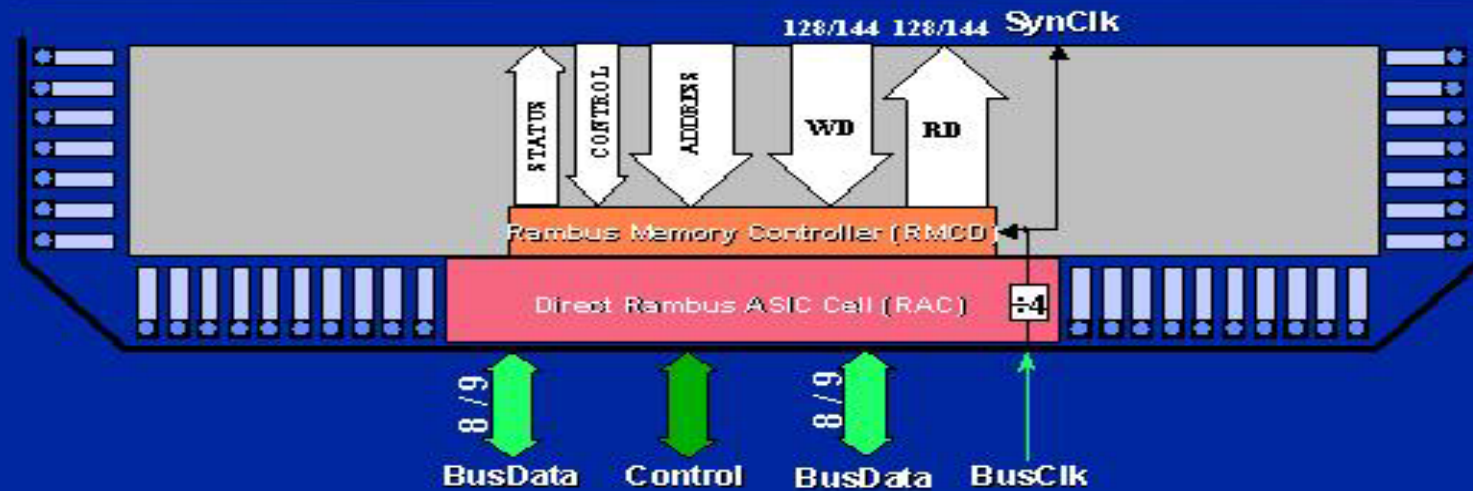 128/144 128/144 SynClk
STATUS
CONTROL
ADDRESS
WD
RD
Rambus Memory Controller (RMCD)
Direct Rambus ASIC Cell (RAC)
÷4
8 / 9
8 / 9
BusData Control BusData BusClk